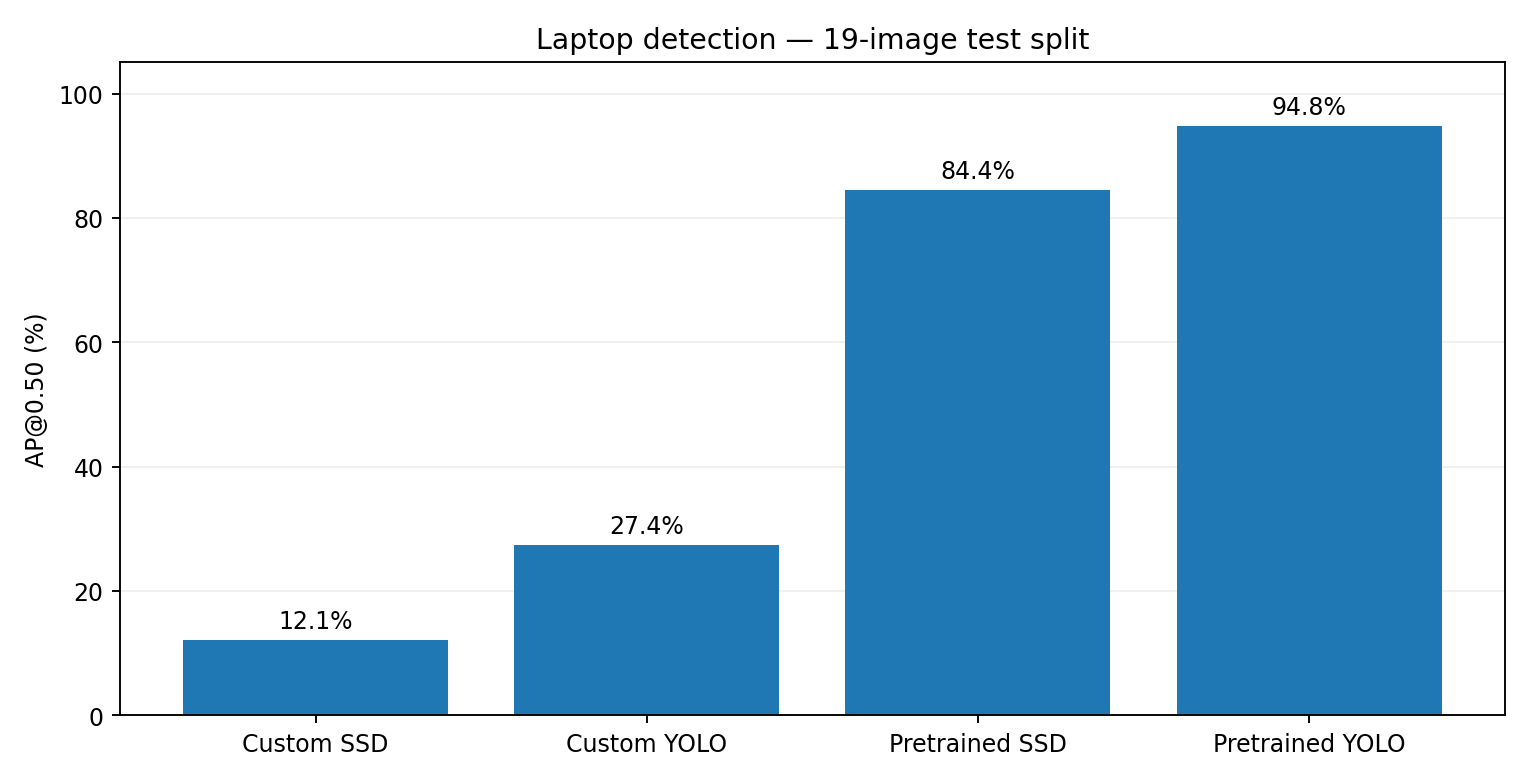 Laptop detection — 19-image test split
AP@0.50 (%)
100
80
60
40
20
0
12.1%
27.4%
84.4%
94.8%
Custom SSD
Custom YOLO
Pretrained SSD
Pretrained YOLO